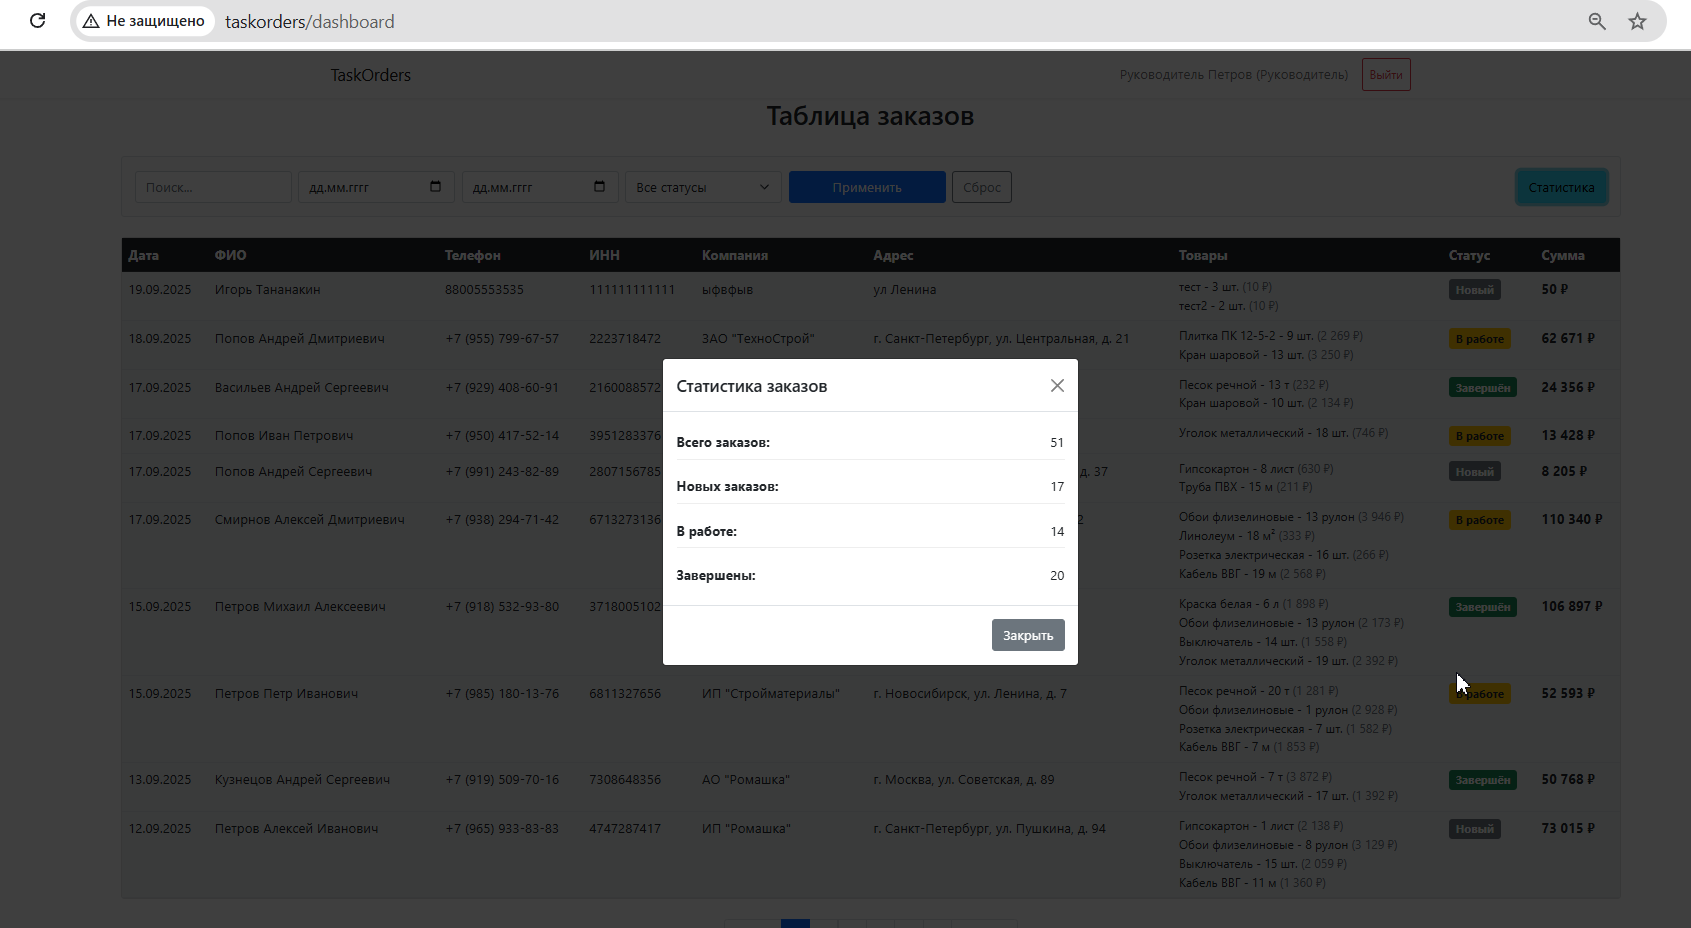 Не защищено taskorders/dashboard
TaskOrders Руководитель Петров (Руководитель) Выйти
Таблица заказов
Поиск... дд.мм.гггг дд.мм.гггг Все статусы Применить Сброс Статистика
Дата ФИО Телефон ИНН Компания Адрес Товары Статус Сумма
19.09.2025 Игорь Тананакин 88005553535 111111111111 ыфвфыв ул Ленина тест - 3 шт. (10 ₽) Новый 50 ₽
тест2 - 2 шт. (10 ₽)
18.09.2025 Попов Андрей Дмитриевич +7 (955) 799-67-57 2223718472 ЗАО "ТехноСтрой" г. Санкт-Петербург, ул. Центральная, д. 21 Плитка ПК 12-5-2 - 9 шт. (2 269 ₽) В работе 62 671 ₽
Кран шаровой - 13 шт. (3 250 ₽)
17.09.2025 Васильев Андрей Сергеевич +7 (929) 408-60-91 2160088572 Песок речной - 13 т (232 ₽) Завершён 24 356 ₽
Кран шаровой - 10 шт. (2 134 ₽)
17.09.2025 Попов Иван Петрович +7 (950) 417-52-14 3951283376 Уголок металлический - 18 шт. (746 ₽) В работе 13 428 ₽
17.09.2025 Попов Андрей Сергеевич +7 (991) 243-82-89 2807156785 д. 37 Гипсокартон - 8 лист (630 ₽) Новый 8 205 ₽
Труба ПВХ - 15 м (211 ₽)
17.09.2025 Смирнов Алексей Дмитриевич +7 (938) 294-71-42 6713273136 2 Обои флизелиновые - 13 рулон (3 946 ₽) В работе 110 340 ₽
Линолеум - 18 м² (333 ₽)
Розетка электрическая - 16 шт. (266 ₽)
Кабель ВВГ - 19 м (2 568 ₽)
15.09.2025 Петров Михаил Алексеевич +7 (918) 532-93-80 3718005102 Краска белая - 6 л (1 898 ₽) Завершён 106 897 ₽
Обои флизелиновые - 13 рулон (2 173 ₽)
Выключатель - 14 шт. (1 558 ₽)
Уголок металлический - 19 шт. (2 392 ₽)
15.09.2025 Петров Петр Иванович +7 (985) 180-13-76 6811327656 ИП "Стройматериалы" г. Новосибирск, ул. Ленина, д. 7 Песок речной - 20 т (1 281 ₽) В работе 52 593 ₽
Обои флизелиновые - 1 рулон (2 928 ₽)
Розетка электрическая - 7 шт. (1 582 ₽)
Кабель ВВГ - 7 м (1 853 ₽)
13.09.2025 Кузнецов Андрей Сергеевич +7 (919) 509-70-16 7308648356 АО "Ромашка" г. Москва, ул. Советская, д. 89 Песок речной - 7 т (3 872 ₽) Завершён 50 768 ₽
Уголок металлический - 17 шт. (1 392 ₽)
12.09.2025 Петров Алексей Иванович +7 (965) 933-83-83 4747287417 ИП "Ромашка" г. Санкт-Петербург, ул. Пушкина, д. 94 Гипсокартон - 1 лист (2 138 ₽) Новый 73 015 ₽
Обои флизелиновые - 8 рулон (3 129 ₽)
Выключатель - 15 шт. (2 059 ₽)
Кабель ВВГ - 11 м (1 360 ₽)
Статистика заказов
Всего заказов: 51
Новых заказов: 17
В работе: 14
Завершены: 20
Закрыть